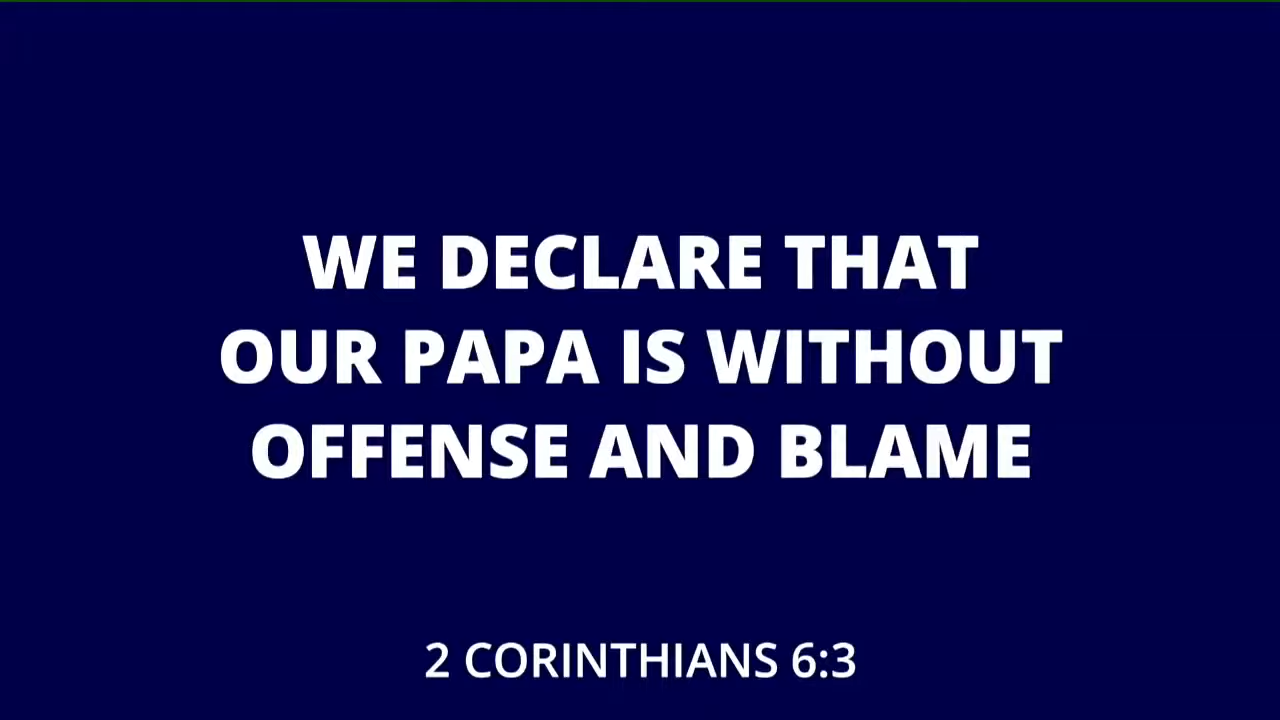 WE DECLARE THAT
OUR PAPA IS WITHOUT
OFFENSE AND BLAME
2 CORINTHIANS 6:3